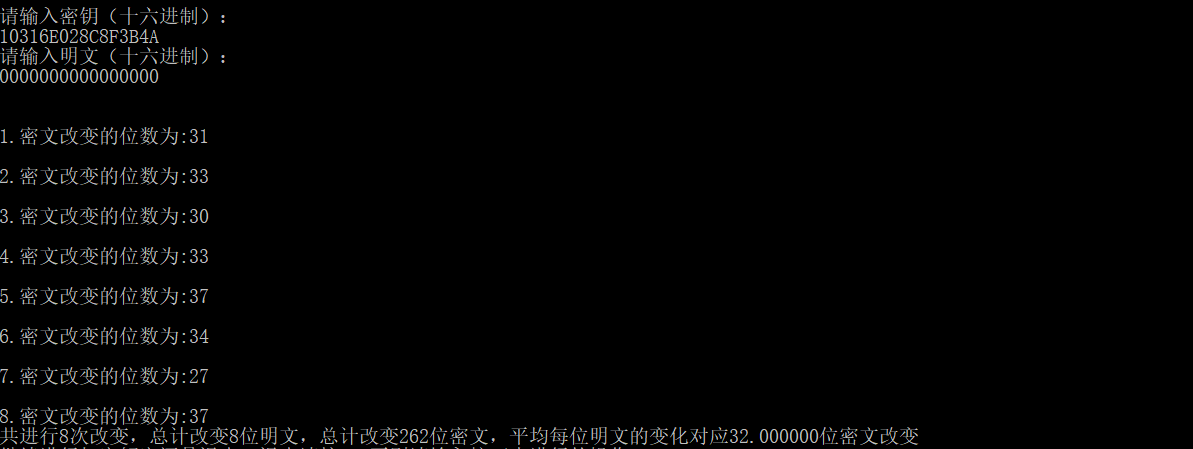 请输入密钥（十六进制）：
10316E028C8F3B4A
请输入明文（十六进制）：
0000000000000000
1.密文改变的位数为:31
2.密文改变的位数为:33
3.密文改变的位数为:30
4.密文改变的位数为:33
5.密文改变的位数为:37
6.密文改变的位数为:34
7.密文改变的位数为:27
8.密文改变的位数为:37
共进行8次改变，总计改变8位明文，总计改变262位密文，平均每位明文的变化对应32.000000位密文改变